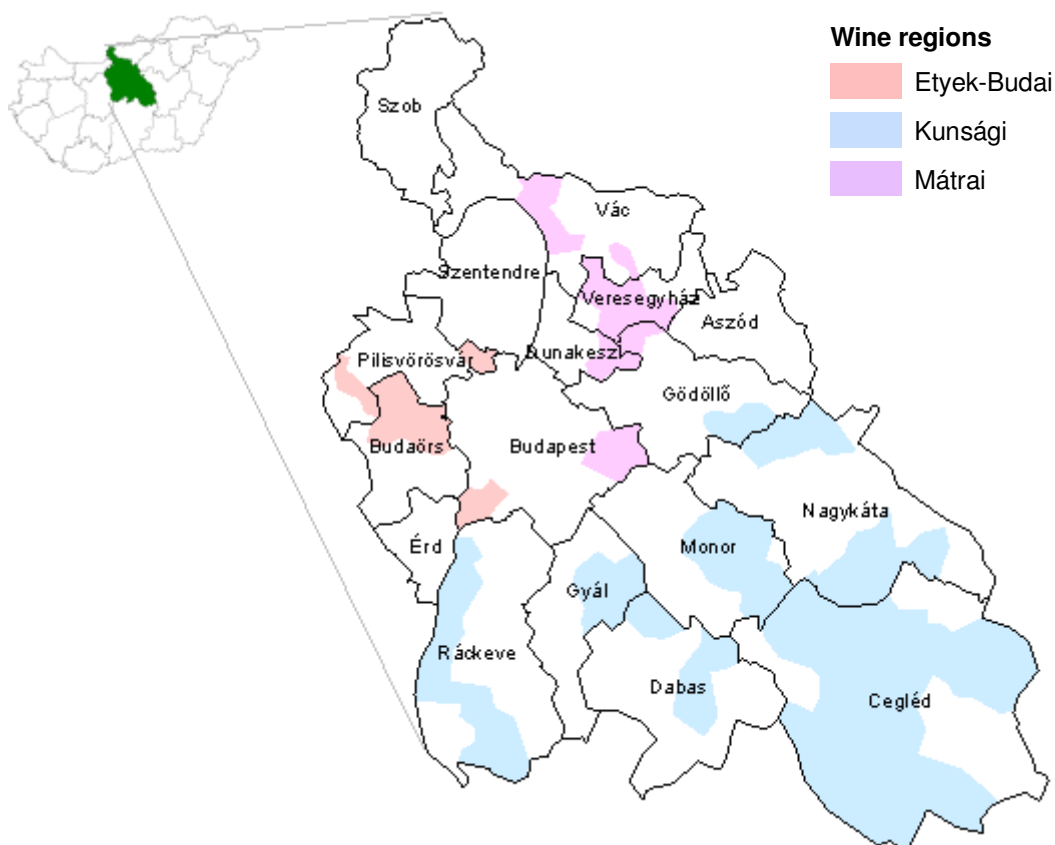 Wine regions
Etyek-Budai
Kunsági
Mátrai
Szob
Vác
Szentendre
Veresegyház
Aszód
Dunakeszi
Pilisvörösvár
Gödöllő
Budaörs
Budapest
Nagykáta
Érd
Monor
Gyál
Ráckeve
Dabas
Cegléd